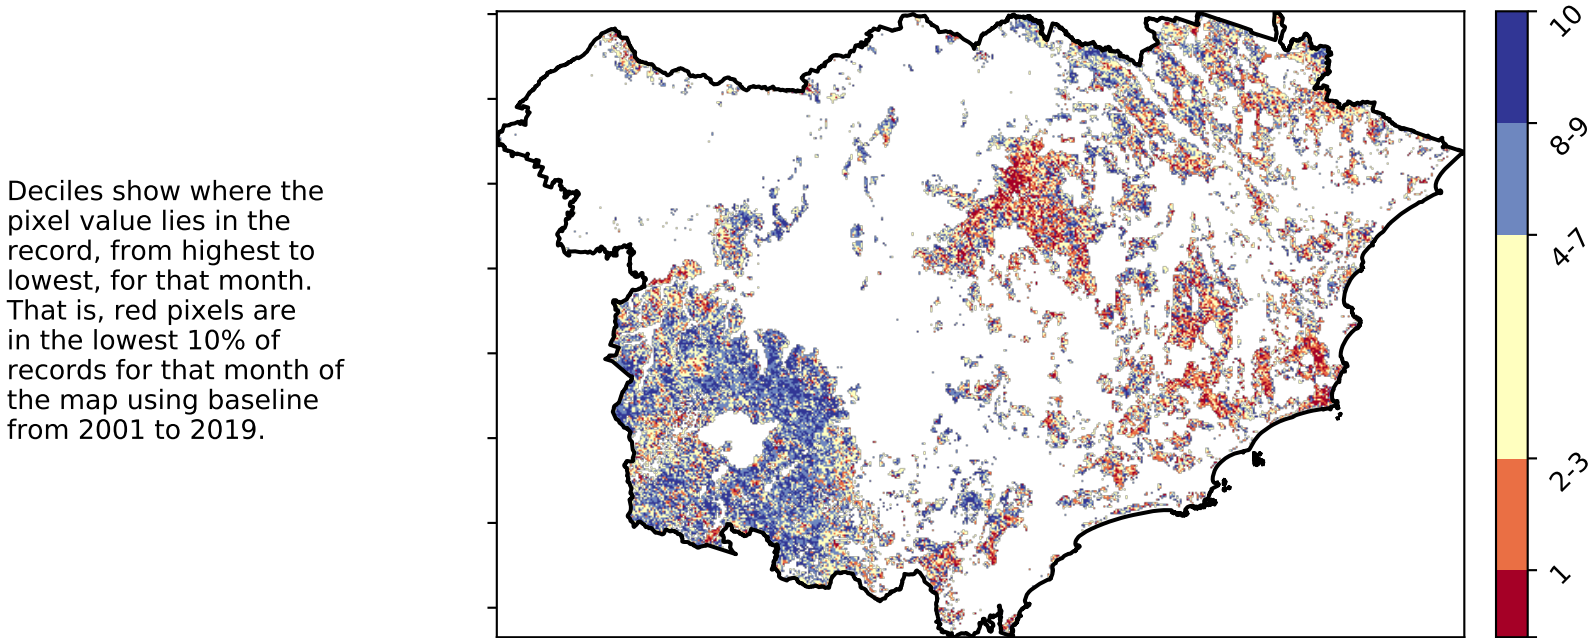 Deciles show where the
pixel value lies in the
record, from highest to
lowest, for that month.
That is, red pixels are
in the lowest 10% of
records for that month of
the map using baseline
from 2001 to 2019.
10
8-9
4-7
2-3
1